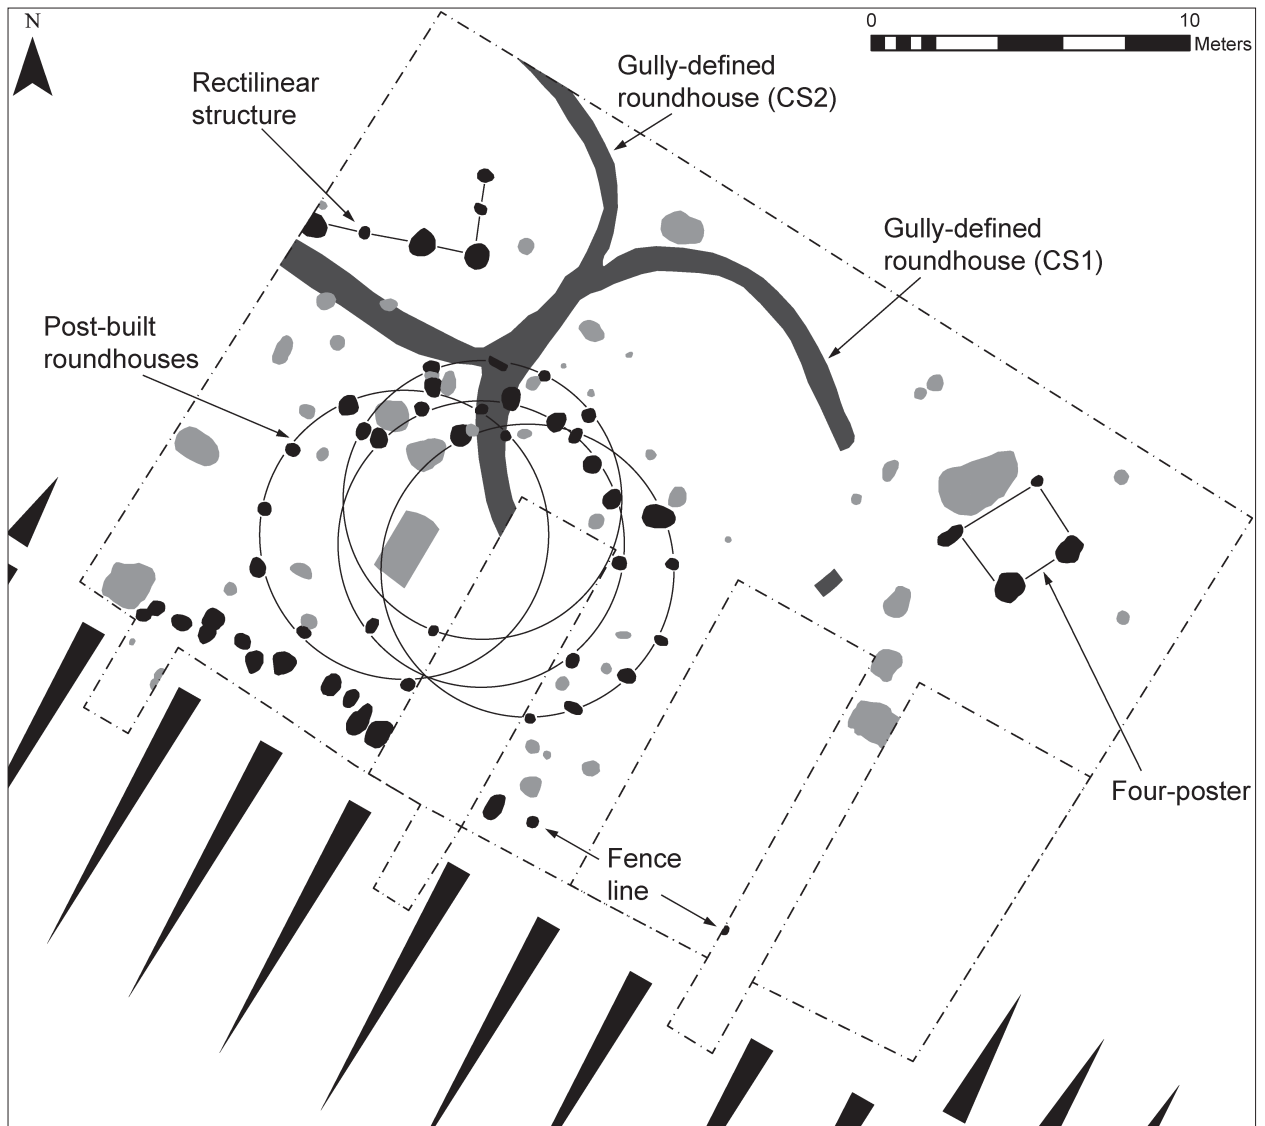 N
0 10
Meters
Gully-defined
roundhouse (CS2)
Rectilinear
structure
Gully-defined
roundhouse (CS1)
Post-built
roundhouses
Four-poster
Fence
line